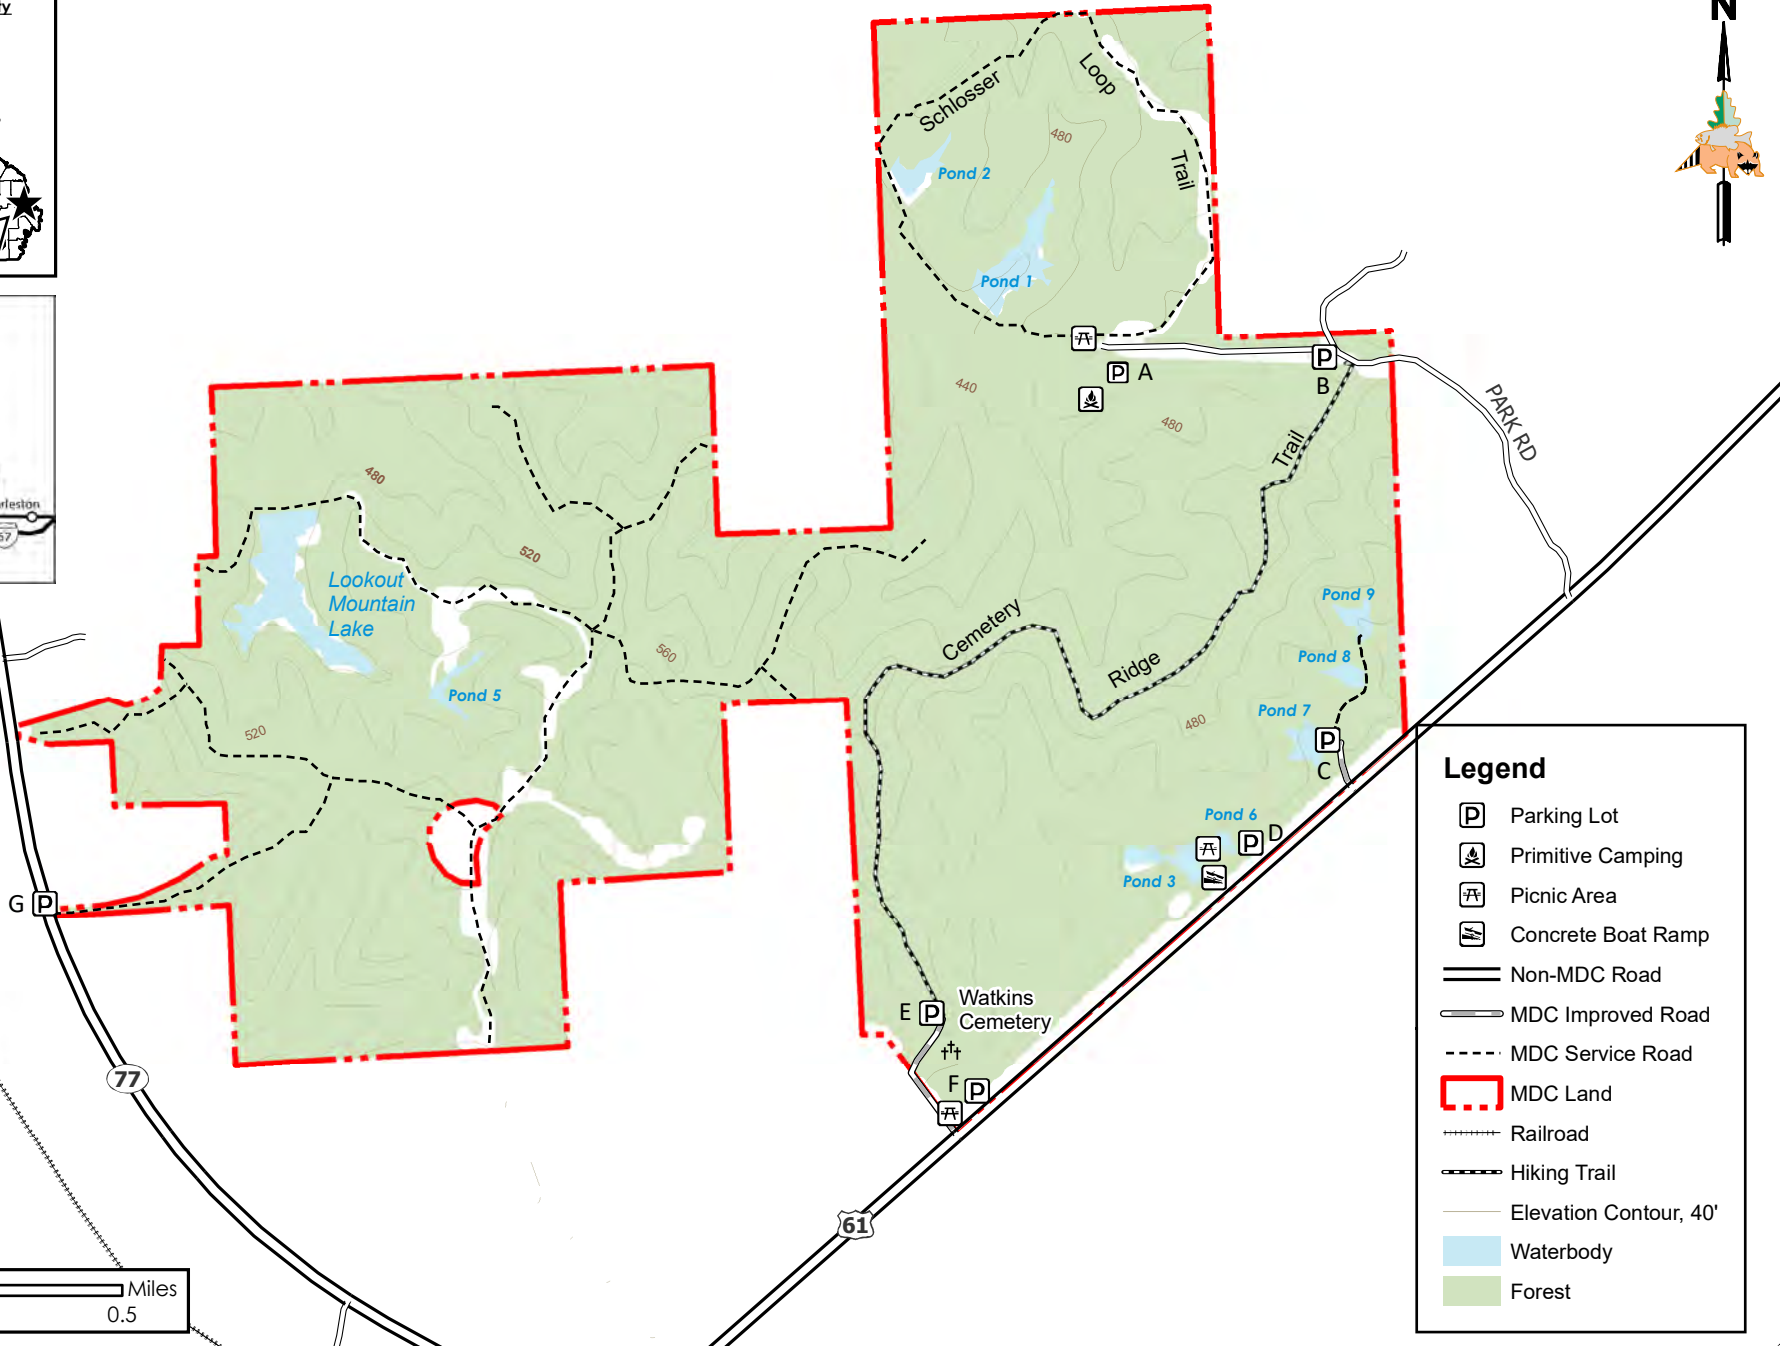 N
Schlosser
Loop
Trail
480
Pond 2
Pond 1
A
B
440
480
PARK RD
Trail
480
520
Lookout
Mountain
Lake
560
Pond 5
520
Cemetery
Ridge
480
Pond 9
Pond 8
Pond 7
C
Pond 6
D
Pond 3
G
E
Watkins
Cemetery
F
77
61
Miles
0.5
Legend
P Parking Lot
Primitive Camping
Picnic Area
Concrete Boat Ramp
Non-MDC Road
MDC Improved Road
MDC Service Road
MDC Land
Railroad
Hiking Trail
Elevation Contour, 40'
Waterbody
Forest